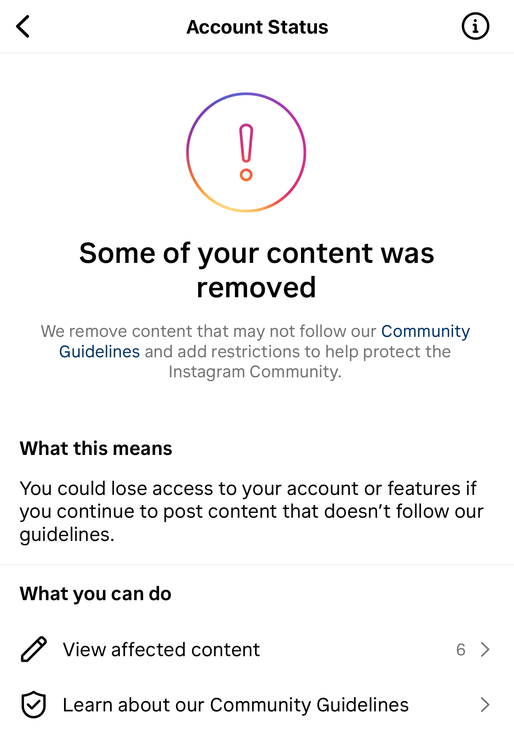 Account Status
Some of your content was
removed
We remove content that may not follow our Community
Guidelines and add restrictions to help protect the
Instagram Community.
What this means
You could lose access to your account or features if
you continue to post content that doesn’t follow our
guidelines.
What you can do
View affected content 6
Learn about our Community Guidelines